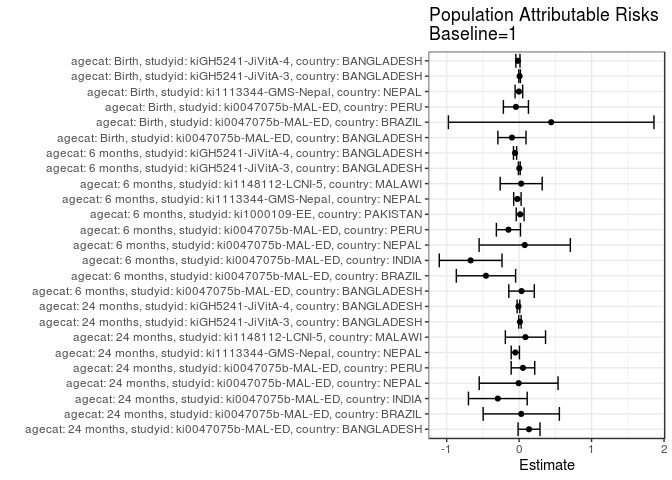 Population Attributable Risks
Baseline=1
agecat: Birth, studyid: kiGH5241-JiVitA-4, country: BANGLADESH
agecat: Birth, studyid: kiGH5241-JiVitA-3, country: BANGLADESH
agecat: Birth, studyid: ki1113344-GMS-Nepal, country: NEPAL
agecat: Birth, studyid: ki0047075b-MAL-ED, country: PERU
agecat: Birth, studyid: ki0047075b-MAL-ED, country: BRAZIL
agecat: Birth, studyid: ki0047075b-MAL-ED, country: BANGLADESH
agecat: 6 months, studyid: kiGH5241-JiVitA-4, country: BANGLADESH
agecat: 6 months, studyid: kiGH5241-JiVitA-3, country: BANGLADESH
agecat: 6 months, studyid: ki1148112-LCNI-5, country: MALAWI
agecat: 6 months, studyid: ki1113344-GMS-Nepal, country: NEPAL
agecat: 6 months, studyid: ki1000109-EE, country: PAKISTAN
agecat: 6 months, studyid: ki0047075b-MAL-ED, country: PERU
agecat: 6 months, studyid: ki0047075b-MAL-ED, country: NEPAL
agecat: 6 months, studyid: ki0047075b-MAL-ED, country: INDIA
agecat: 6 months, studyid: ki0047075b-MAL-ED, country: BRAZIL
agecat: 6 months, studyid: ki0047075b-MAL-ED, country: BANGLADESH
agecat: 24 months, studyid: kiGH5241-JiVitA-4, country: BANGLADESH
agecat: 24 months, studyid: kiGH5241-JiVitA-3, country: BANGLADESH
agecat: 24 months, studyid: ki1148112-LCNI-5, country: MALAWI
agecat: 24 months, studyid: ki1113344-GMS-Nepal, country: NEPAL
agecat: 24 months, studyid: ki0047075b-MAL-ED, country: PERU
agecat: 24 months, studyid: ki0047075b-MAL-ED, country: NEPAL
agecat: 24 months, studyid: ki0047075b-MAL-ED, country: INDIA
agecat: 24 months, studyid: ki0047075b-MAL-ED, country: BRAZIL
agecat: 24 months, studyid: ki0047075b-MAL-ED, country: BANGLADESH
-1 0 1 2
Estimate